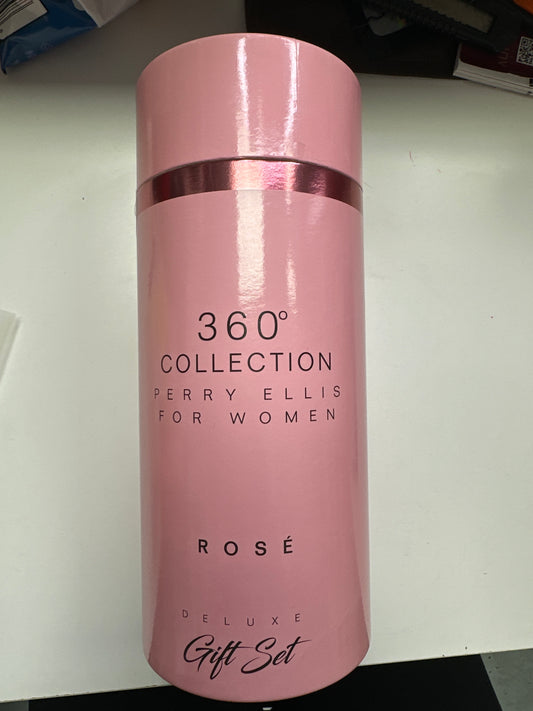 360°
COLLECTION
PERRY ELLIS
FOR WOMEN
ROSÉ
DELUXE
Gift Set